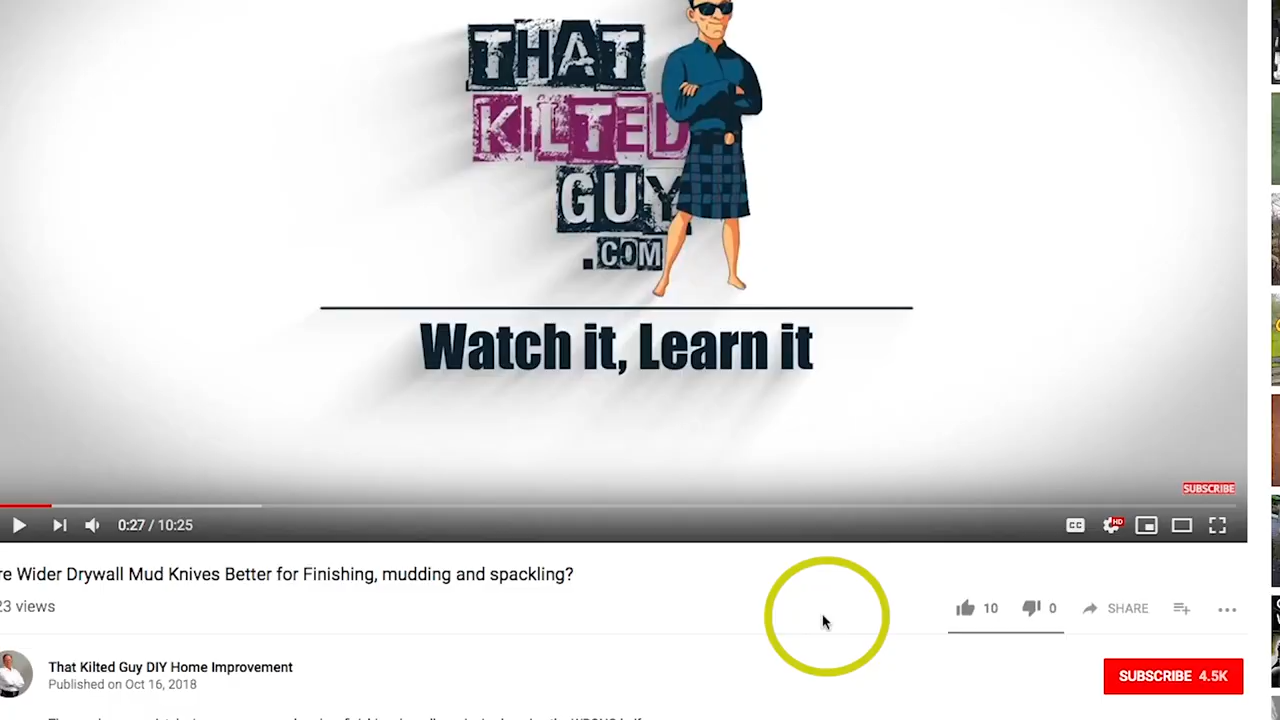 THAT
KILTED
GUY
.COM
Watch it, Learn it
SUBSCRIBE
0:27 / 10:25
CC
HD
re Wider Drywall Mud Knives Better for Finishing, mudding and spackling?
23 views
10
0
SHARE
That Kilted Guy DIY Home Improvement
Published on Oct 16, 2018
SUBSCRIBE 4.5K